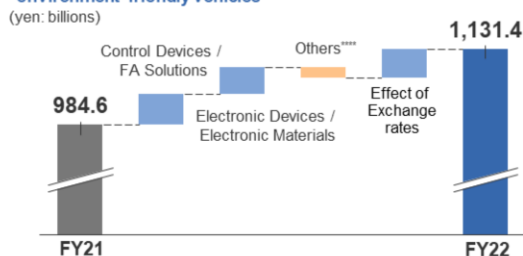 environment-friendly vehicles
(yen: billions)
1,131.4
Control Devices /
FA Solutions
Others****
984.6
Electronic Devices /
Electronic Materials
Effect of
Exchange
rates
FY21
FY22